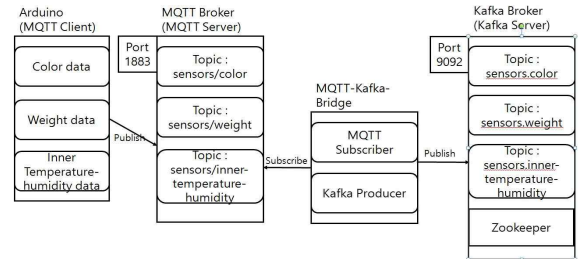 Arduino
(MQTT Client)
Color data
Weight data
Inner
Temperature-
humidity data
Publish
MQTT Broker
(MQTT Server)
Port
1883
Topic :
sensors/color
Topic :
sensors/weight
Topic :
sensors/inner-
temperature-
humidity
Subscribe
MQTT-Kafka-
Bridge
MQTT
Subscriber
Kafka Producer
Publish
Kafka Broker
(Kafka Server)
Port
9092
Topic :
sensors.color
Topic :
sensors.weight
Topic :
sensors.inner-
temperature-
humidity
Zookeeper